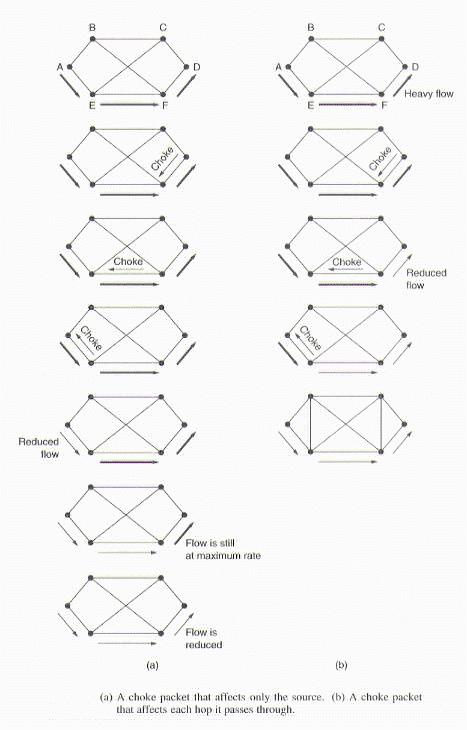 B C
A D
E F
B C
A D
Heavy flow
E F
Choke
Choke
Choke
Choke
Reduced
flow
Choke
Choke
Reduced
flow
Flow is still
at maximum rate
Flow is
reduced
(a) (b)
(a) A choke packet that affects only the source. (b) A choke packet
that affects each hop it passes through.